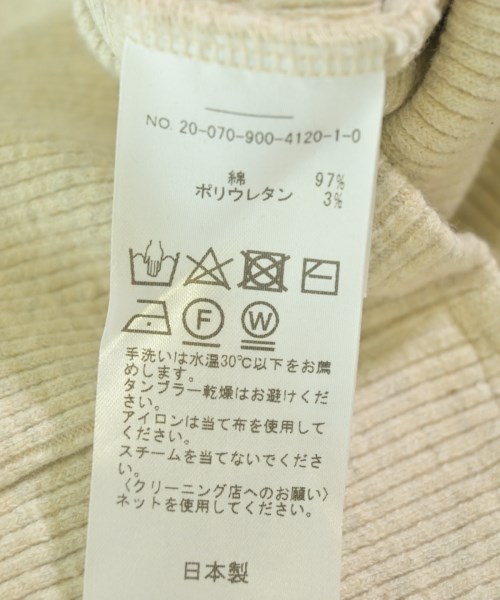 NO. 20-070-900-4120-1-0
綿 97%
ポリウレタン 3%
F W
手洗いは水温30℃以下をお薦
めします。
タンブラー乾燥はお避けくだ
さい。
アイロンは当て布を使用して
ください。
スチームを当てないでくださ
い。
〈クリーニング店へのお願い〉
ネットを使用してください。
日本製